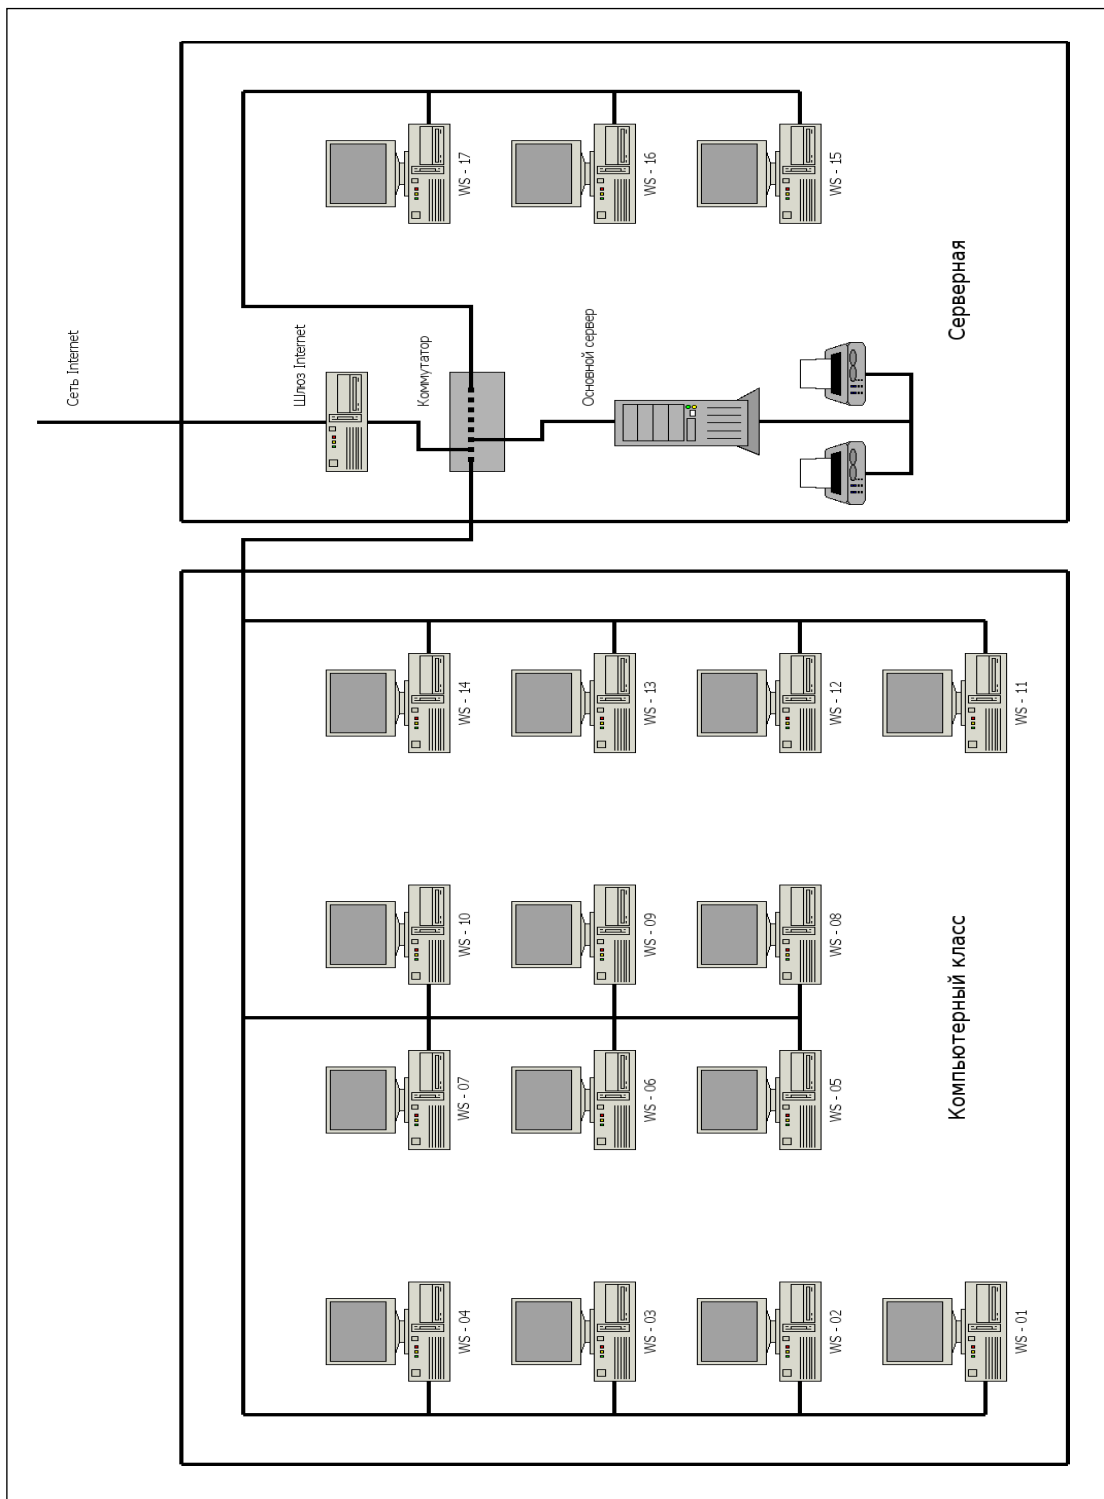 Сеть Internet
Шлюз Internet
Коммутатор
Основной сервер
WS - 17
WS - 16
WS - 15
Серверная
WS - 14
WS - 13
WS - 12
WS - 11
WS - 10
WS - 09
WS - 08
WS - 07
WS - 06
WS - 05
Компьютерный класс
WS - 04
WS - 03
WS - 02
WS - 01